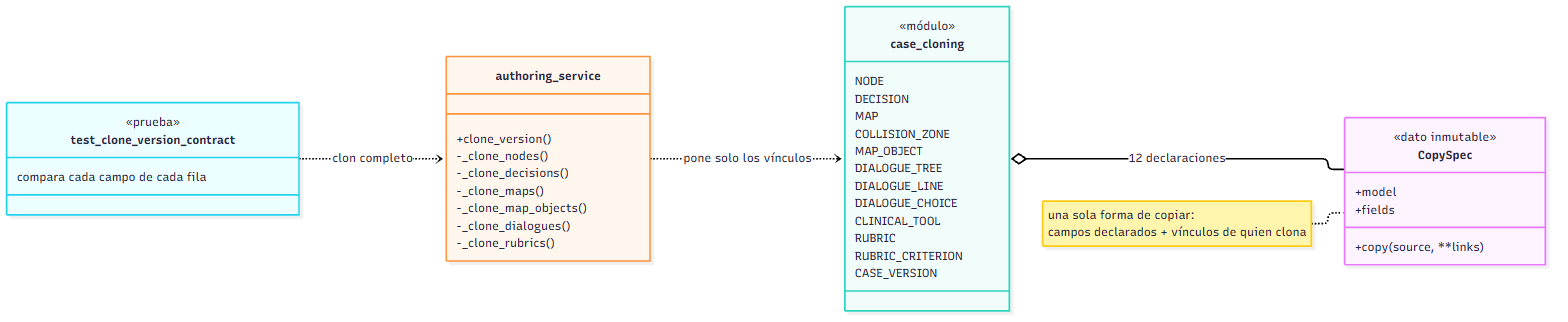 «prueba»
test_clone_version_contract
compara cada campo de cada fila
clon completo
authoring_service
+clone_version()
-_clone_nodes()
-_clone_decisions()
-_clone_maps()
-_clone_map_objects()
-_clone_dialogues()
-_clone_rubrics()
pone solo los vínculos
«módulo»
case_cloning
NODE
DECISION
MAP
COLLISION_ZONE
MAP_OBJECT
DIALOGUE_TREE
DIALOGUE_LINE
DIALOGUE_CHOICE
CLINICAL_TOOL
RUBRIC
RUBRIC_CRITERION
CASE_VERSION
12 declaraciones
una sola forma de copiar:
campos declarados + vínculos de quien clona
«dato inmutable»
CopySpec
+model
+fields
+copy(source, **links)